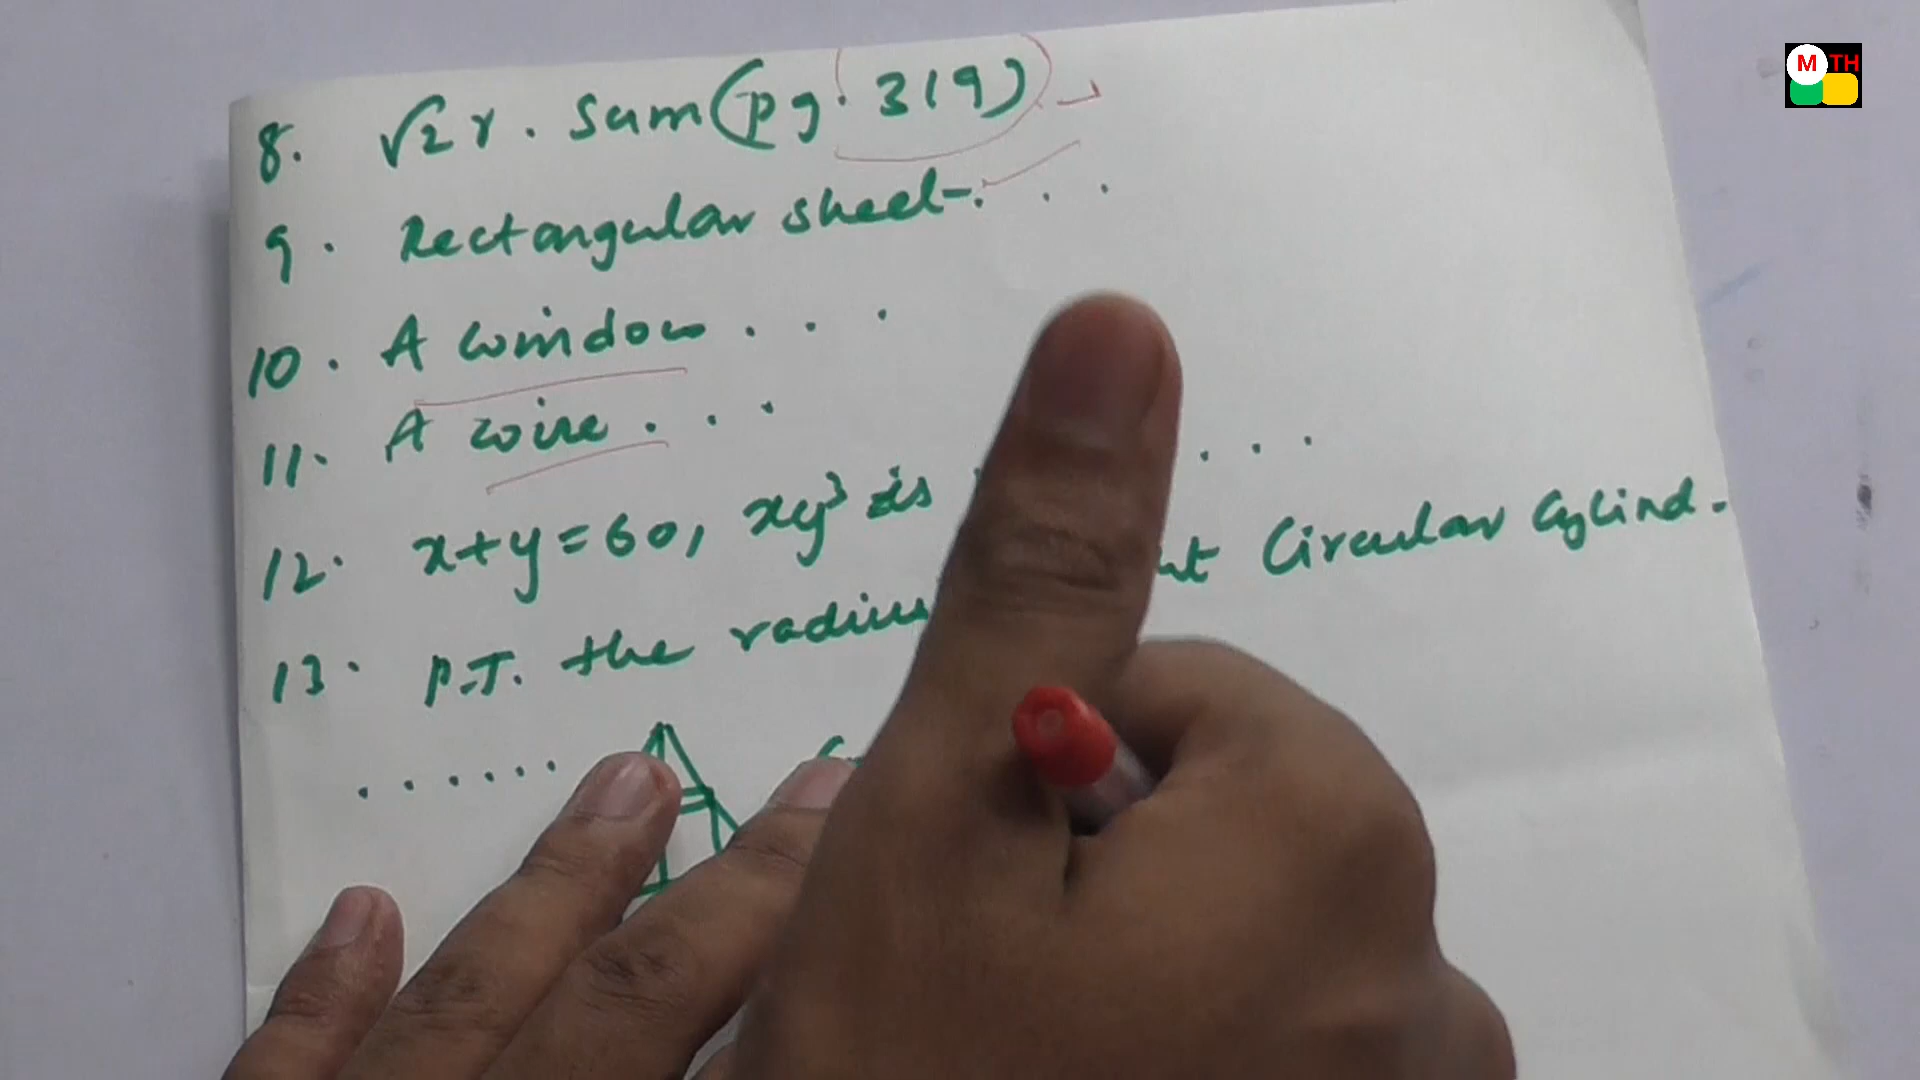 8. √2 r. Sum (pg. 319) →
9. Rectangular sheet. . .
10. A window . . .
11. A wire . . .
12. x+y=60, xy³ is . . .
13. P.T. the radius Circular Cylind.
. . . . . .
M TH